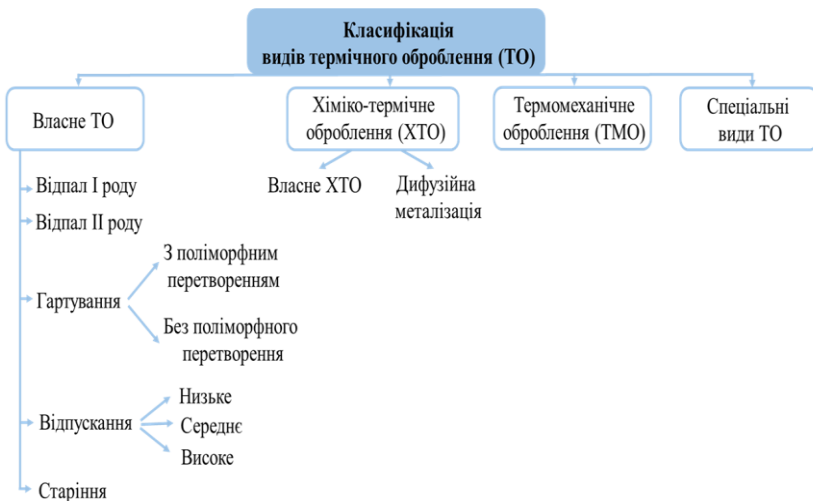 Класифікація
видів термічного оброблення (ТО)
Власне ТО
Хіміко-термічне
оброблення (ХТО)
Термомеханічне
оброблення (ТМО)
Спеціальні
види ТО
Власне ХТО
Дифузійна
металізація
Відпал І роду
Відпал ІІ роду
Гартування
З поліморфним
перетворенням
Без поліморфного
перетворення
Відпускання
Низьке
Середнє
Високе
Старіння